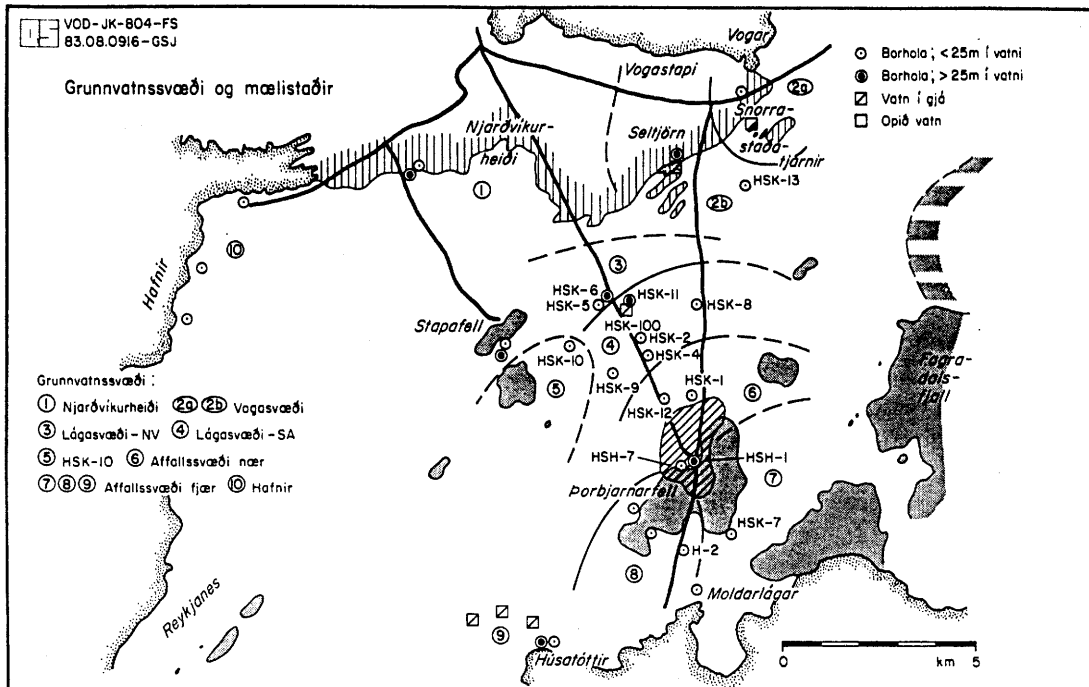 OS
VOD-JK-804-FS
83.08.0916-GSJ
Grunnvatnssvæði og mælistaðir
Vogar
Vogastapi
Borhola; <25m í vatni
Borhola; >25m í vatni
Vatn í gjá
Opið vatn
2a
Snorra-
staða-
tjarnir
Seltjörn
Njarðvíkur-
heiði
1
HSK-13
2b
10
Hafnir
3
HSK-6
HSK-5
HSK-11
HSK-8
HSK-100
Stapafell
HSK-2
4
HSK-4
HSK-10
HSK-9
HSK-1
5
6
HSK-12
Fagra-
dals-
fjall
Grunnvatnssvæði:
1 Njarðvíkurheiði 2a 2b Vogasvæði
3 Lágasvæði-NV 4 Lágasvæði-SA
5 HSK-10 6 Affallssvæði nær
7 8 9 Affallssvæði fjær 10 Hafnir
HSH-7
HSH-1
7
Þorbjarnarfell
HSK-7
H-2
8
Moldarlágar
Reykjanes
9
Húsatóttir
0 5
km